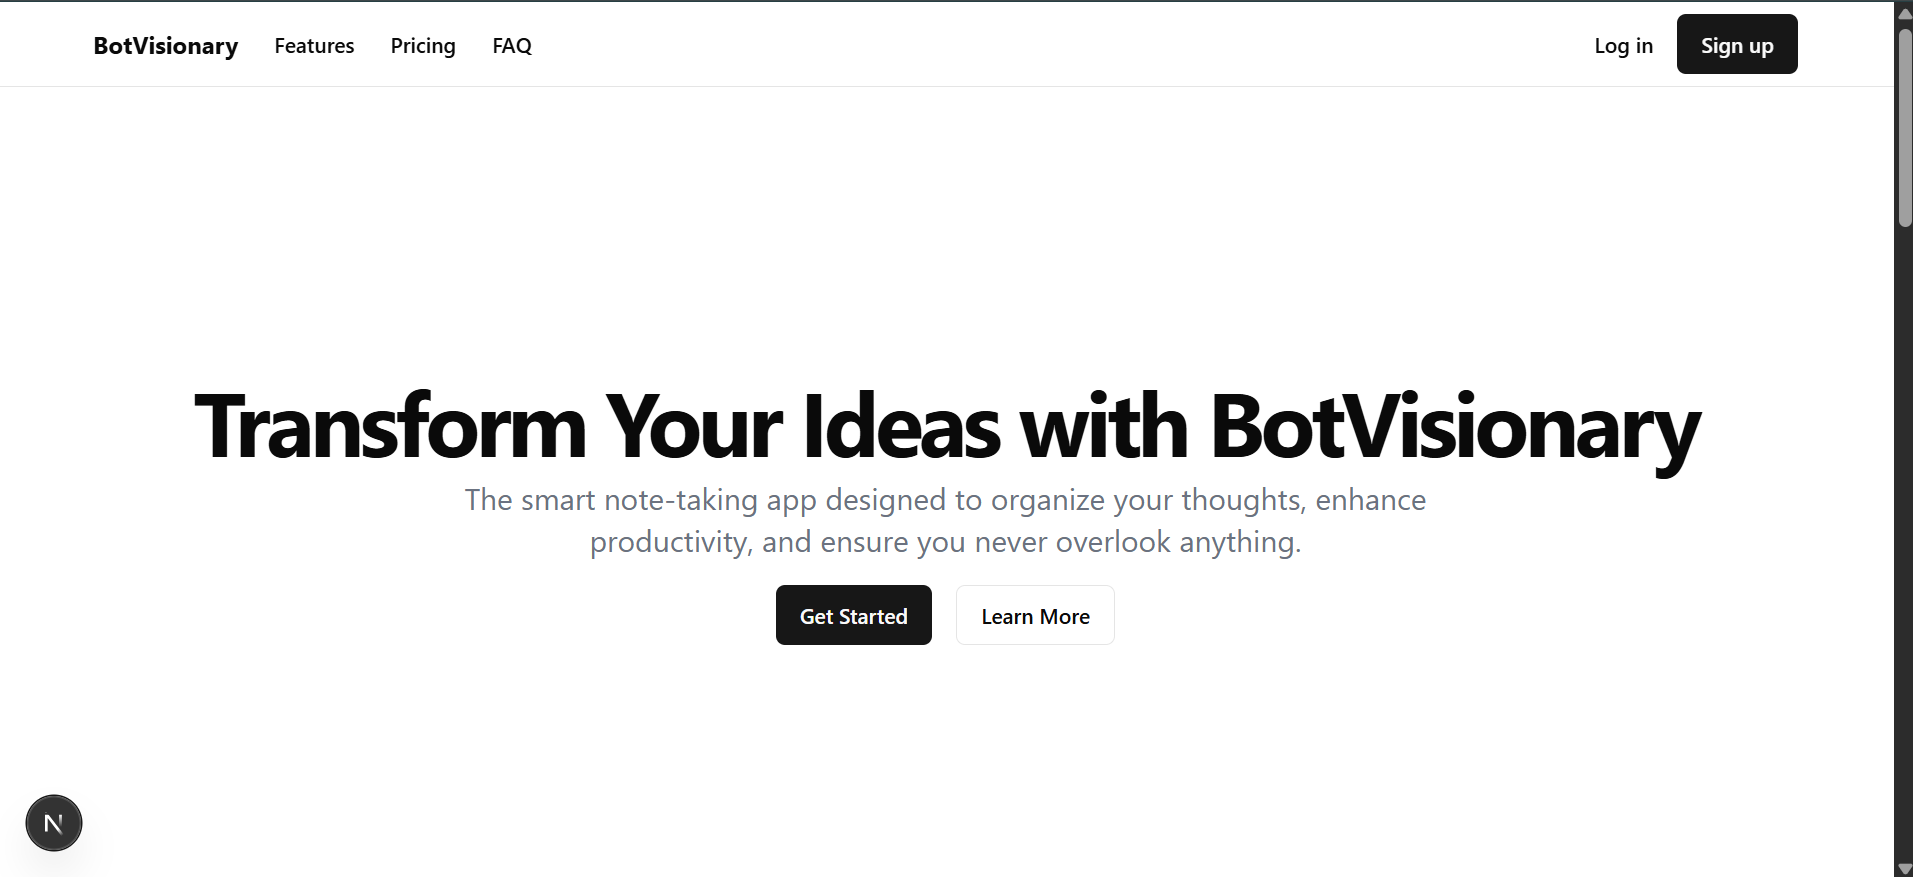 BotVisionary Features Pricing FAQ Log in Sign up
Transform Your Ideas with BotVisionary
The smart note-taking app designed to organize your thoughts, enhance
productivity, and ensure you never overlook anything.
Get Started Learn More
N